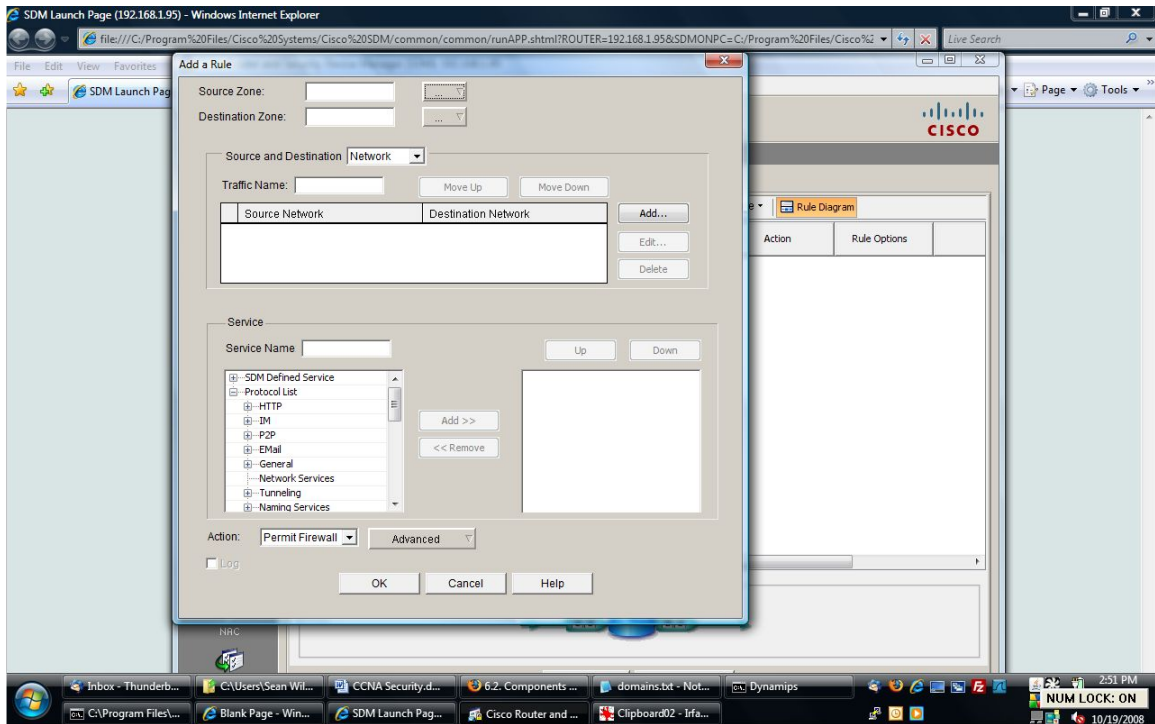 SDM Launch Page (192.168.1.95) - Windows Internet Explorer
file:///C:/Program%20Files/Cisco%20Systems/Cisco%20SDM/common/common/runAPP.shtml?ROUTER=192.168.1.95&SDMONPC=C:/Program%20Files/Cisco%2
Live Search
File Edit View Favorites
Add a Rule
SDM Launch Pag
Page Tools
Source Zone:
...
Destination Zone:
...
CISCO
Source and Destination Network
Traffic Name:
Move Up
Move Down
Source Network
Destination Network
Add...
Edit...
Delete
Rule Diagram
Action
Rule Options
Service
Service Name
Up
Down
SDM Defined Service
Protocol List
HTTP
IM
P2P
EMail
General
Network Services
Tunneling
Naming Services
Add >>
<< Remove
Action:
Permit Firewall
Advanced
Log
OK
Cancel
Help
NAC
Inbox - Thunderb...
C:\Users\Sean Wil...
CCNA Security.d...
6.2. Components ...
domains.txt - Not...
Dynamips
2:51 PM
NUM LOCK: ON
C:\Program Files\...
Blank Page - Win...
SDM Launch Pag...
Cisco Router and ...
Clipboard02 - Irfa...
10/19/2008